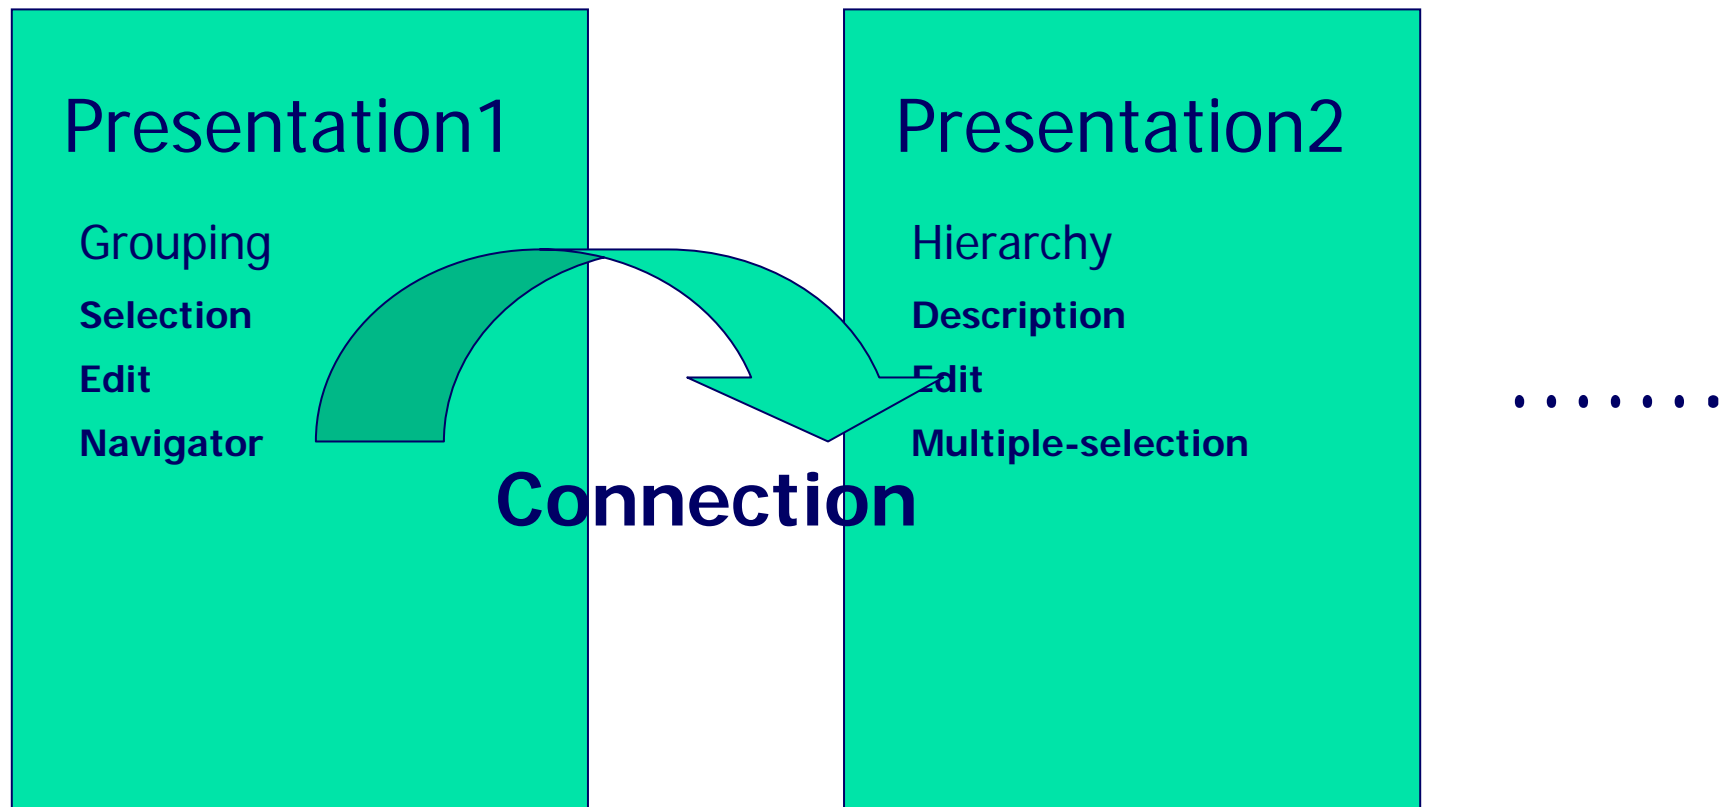 Presentation1
Grouping
Selection
Edit
Navigator
Connection
Presentation2
Hierarchy
Description
Edit
Multiple-selection
.......